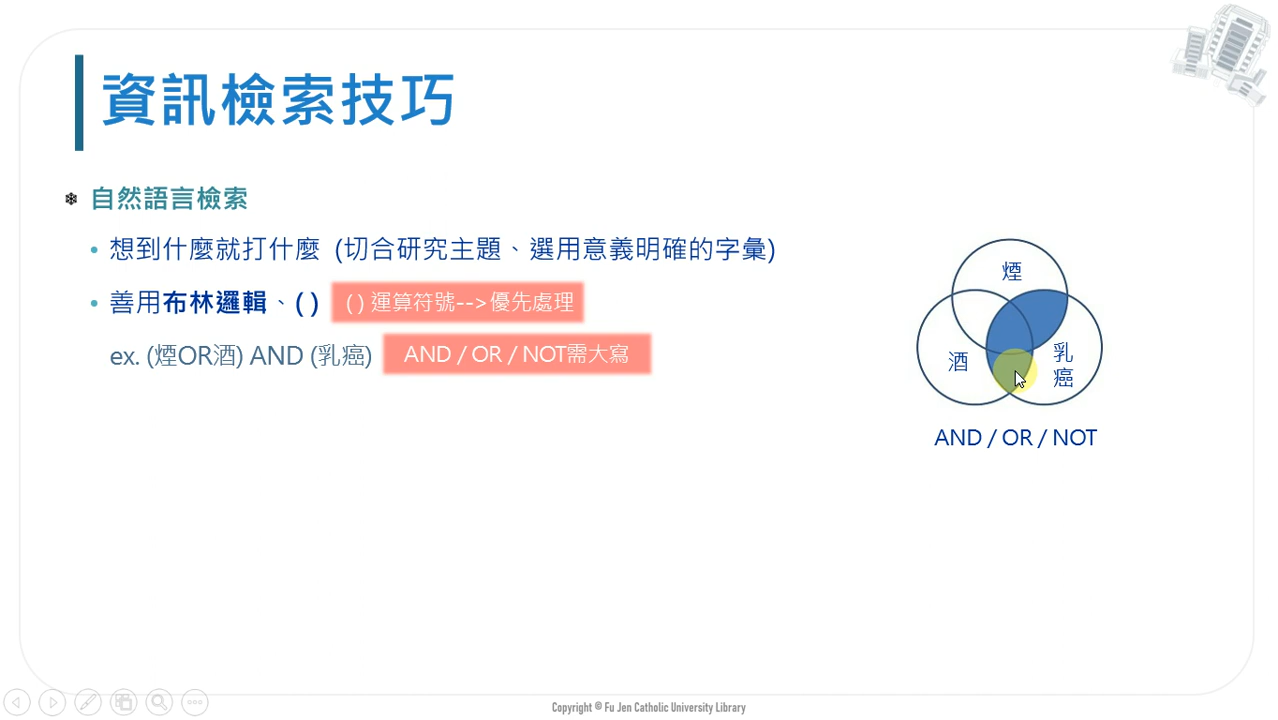 資訊檢索技巧
自然語言檢索
想到什麼就打什麼 (切合研究主題、選用意義明確的字彙)
善用布林邏輯、( ) ( ) 運算符號-->優先處理
ex. (煙OR酒) AND (乳癌) AND / OR / NOT需大寫
煙
酒
乳
癌
AND / OR / NOT
Copyright © Fu Jen Catholic University Library